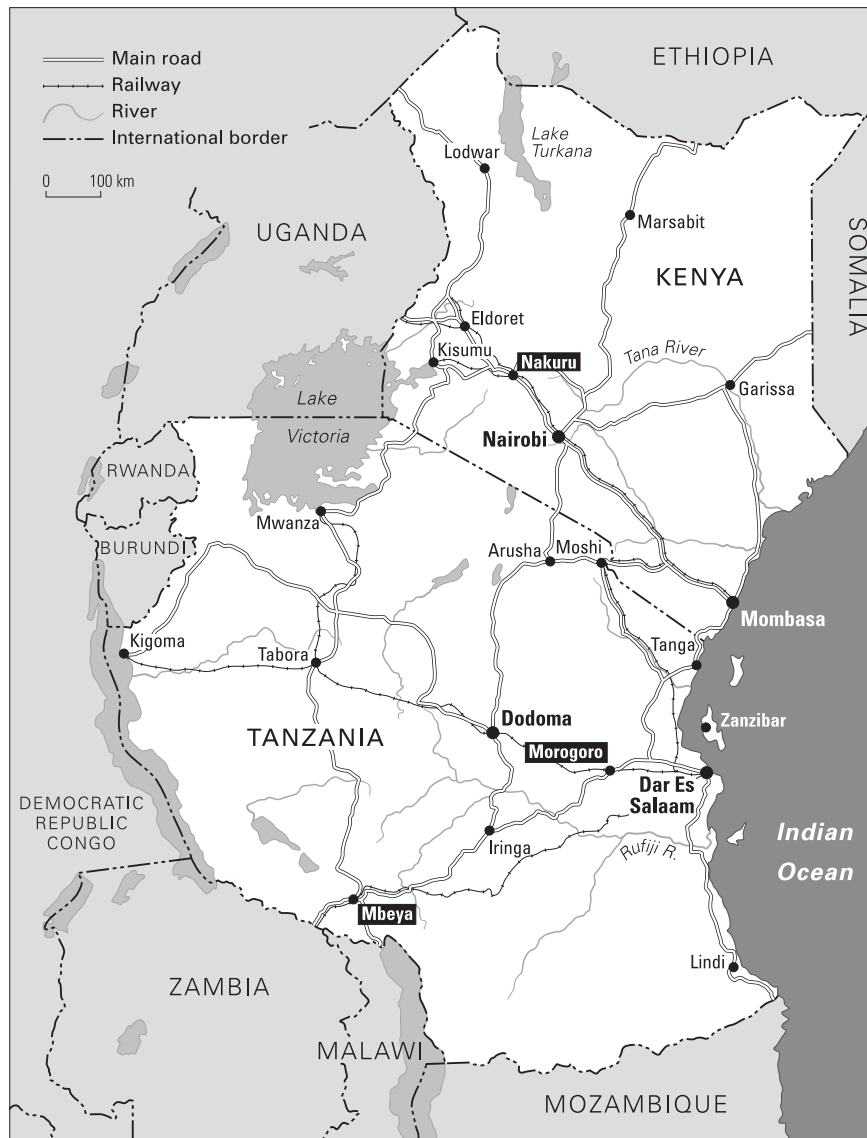 Main road
Railway
River
International border
0 100 km
ETHIOPIA
Lake
Turkana
Lodwar
UGANDA
Marsabit
SOMALIA
KENYA
Eldoret
Kisumu
Nakuru
Tana River
Garissa
Lake
Victoria
Nairobi
RWANDA
Mwanza
BURUNDI
Arusha
Moshi
Mombasa
Kigoma
Tabora
Tanga
Dodoma
Zanzibar
TANZANIA
Morogoro
Dar Es
Salaam
DEMOCRATIC
REPUBLIC
CONGO
Iringa
Rufiji R.
Indian
Ocean
Mbeya
Lindi
ZAMBIA
MALAWI
MOZAMBIQUE